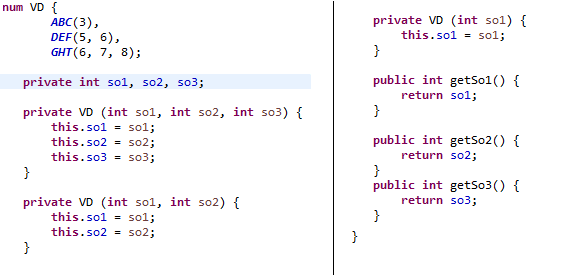 num VD {
ABC(3),
DEF(5, 6),
GHT(6, 7, 8);
private int so1, so2, so3;
private VD (int so1, int so2, int so3) {
this.so1 = so1;
this.so2 = so2;
this.so3 = so3;
}
private VD (int so1, int so2) {
this.so1 = so1;
this.so2 = so2;
}
private VD (int so1) {
this.so1 = so1;
}
public int getSo1() {
return so1;
}
public int getSo2() {
return so2;
}
public int getSo3() {
return so3;
}
}